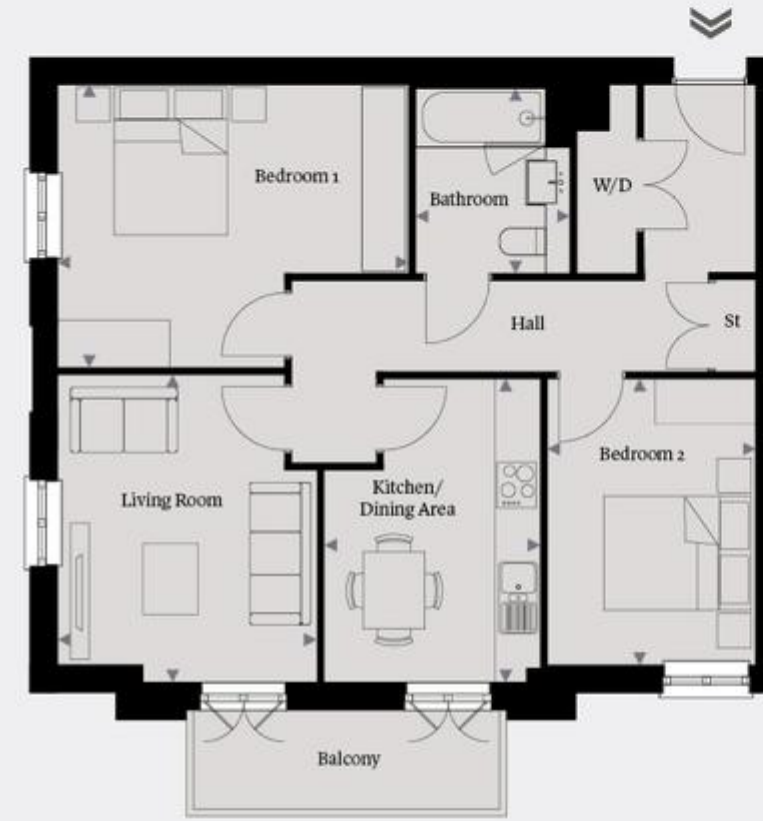 Bedroom 1
Bathroom
W/D
Hall
St
Living Room
Kitchen/
Dining Area
Bedroom 2
Balcony